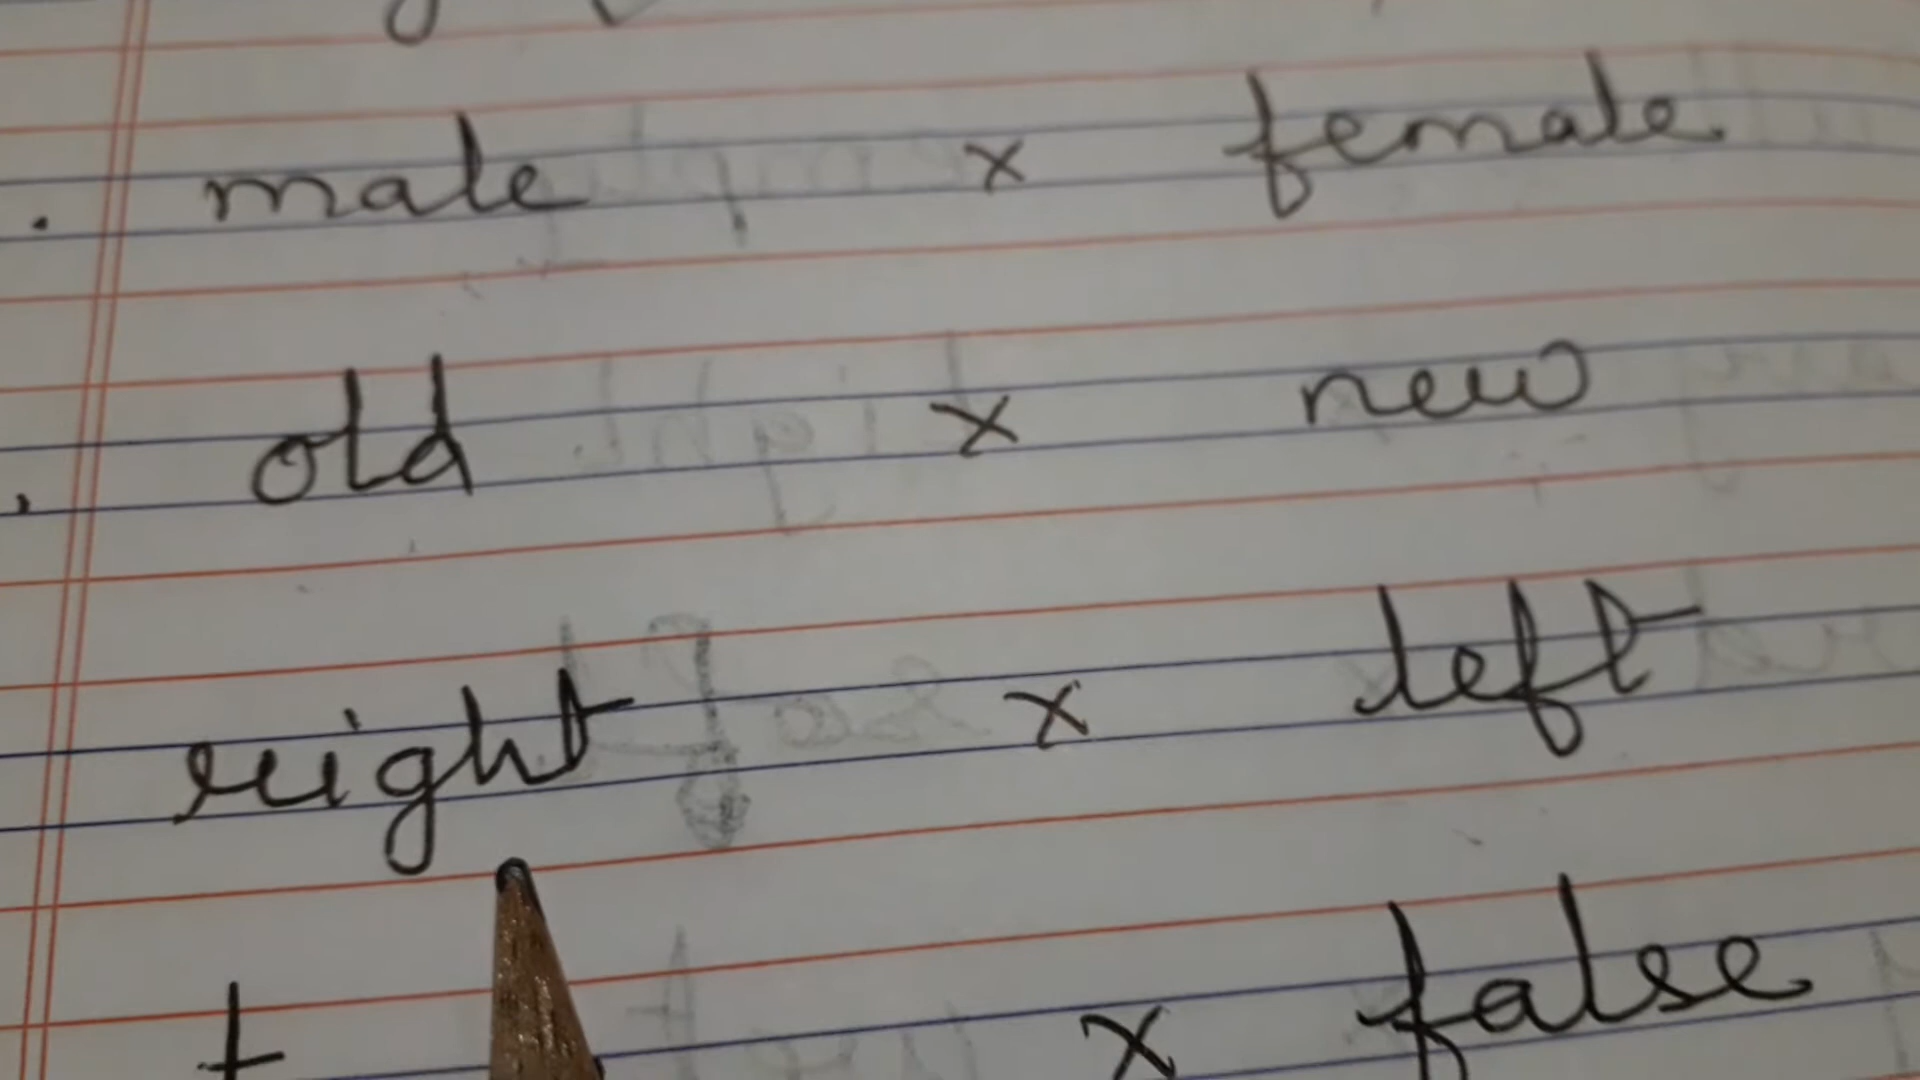 . male x female
. old x new
right x left
x false